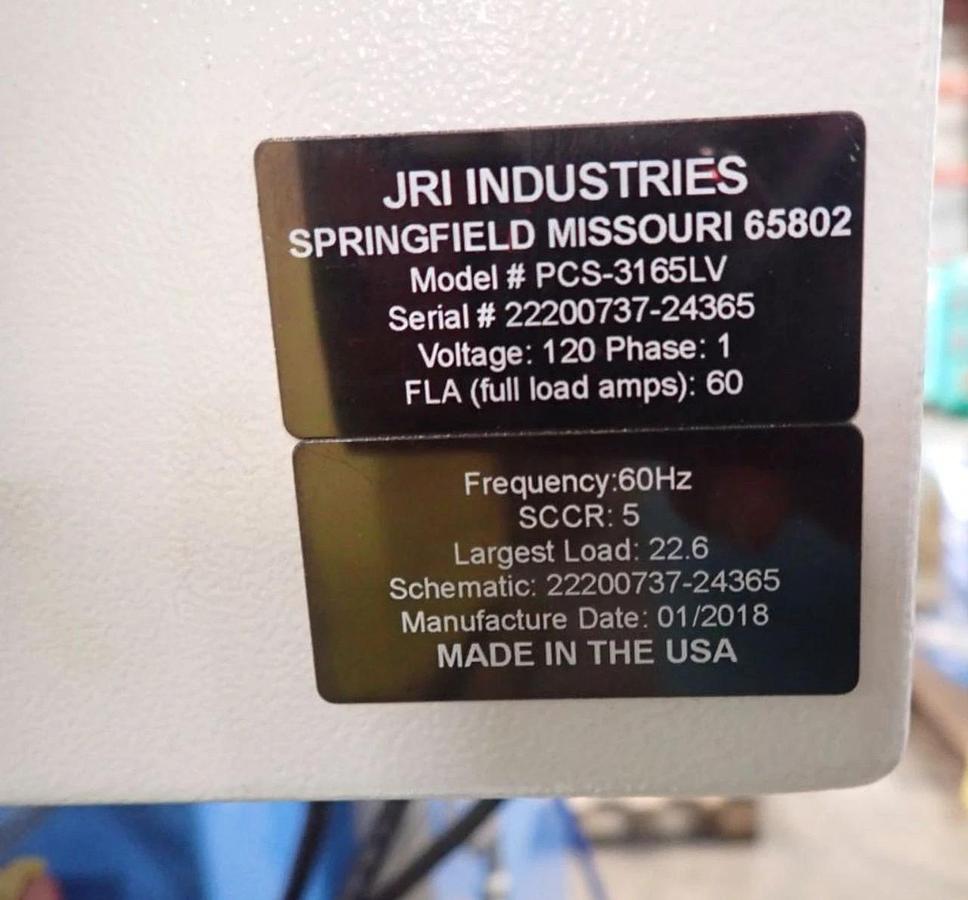 JRI INDUSTRIES
SPRINGFIELD MISSOURI 65802
Model # PCS-3165LV
Serial # 22200737-24365
Voltage: 120 Phase: 1
FLA (full load amps): 60
Frequency:60Hz
SCCR: 5
Largest Load: 22.6
Schematic: 22200737-24365
Manufacture Date: 01/2018
MADE IN THE USA